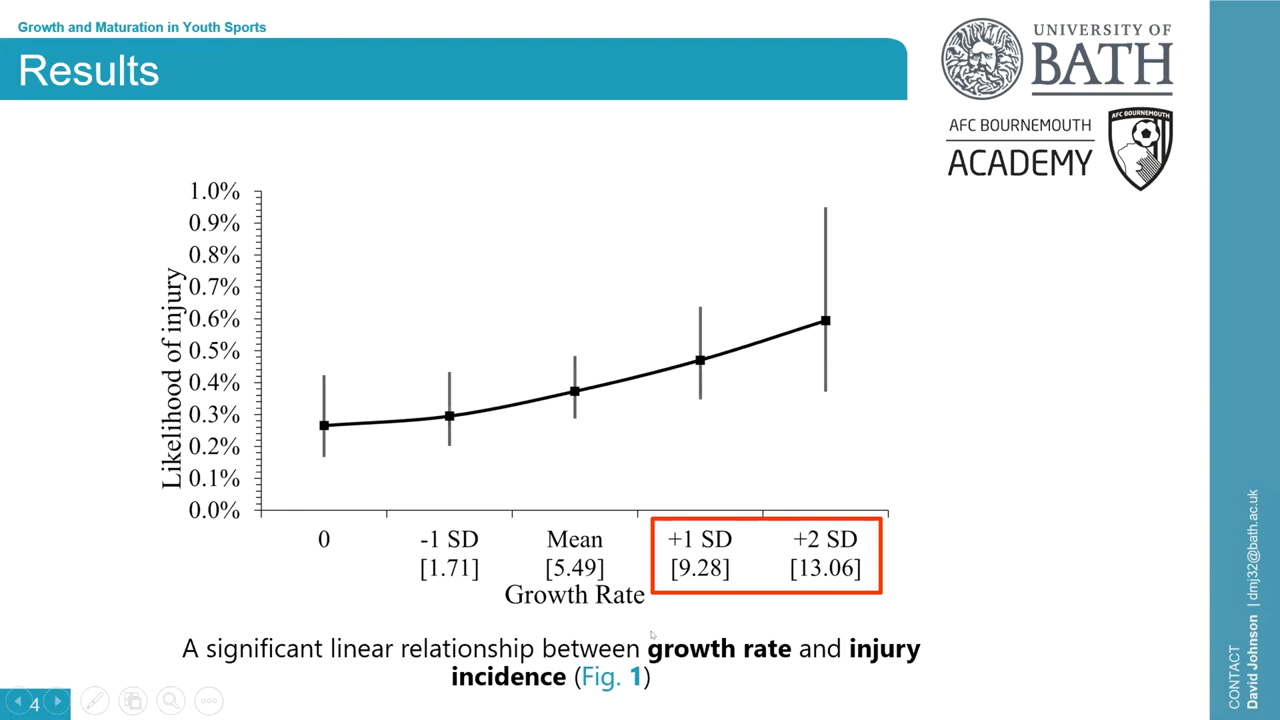 Growth and Maturation in Youth Sports
Results
UNIVERSITY OF
BATH
AFC BOURNEMOUTH
ACADEMY
AFC BOURNEMOUTH
Likelihood of injury
1.0%
0.9%
0.8%
0.7%
0.6%
0.5%
0.4%
0.3%
0.2%
0.1%
0.0%
0 -1 SD Mean +1 SD +2 SD
[1.71] [5.49] [9.28] [13.06]
Growth Rate
A significant linear relationship between growth rate and injury
incidence (Fig. 1)
4
CONTACT
David Johnson | dmj32@bath.ac.uk